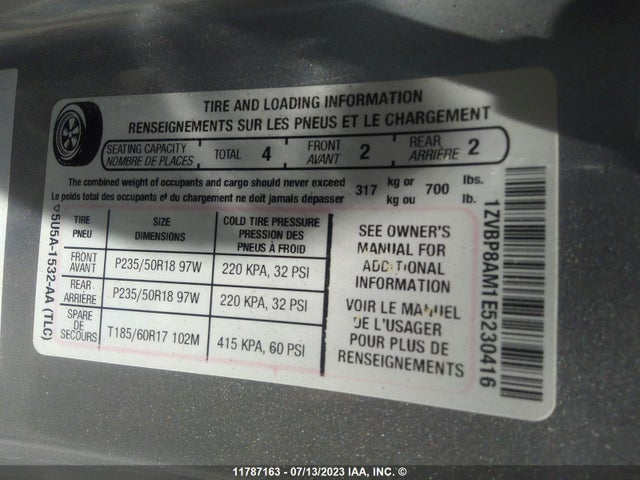 TIRE AND LOADING INFORMATION
RENSEIGNEMENTS SUR LES PNEUS ET LE CHARGEMENT
SEATING CAPACITY
NOMBRE DE PLACES
TOTAL 4
FRONT
AVANT 2
REAR
ARRIÈRE 2
The combined weight of occupants and cargo should never exceed 317 kg or 700 lbs.
Le poids total des occupants et du chargement ne doit jamais dépasser kg ou lb.
TIRE
PNEU
SIZE
DIMENSIONS
COLD TIRE PRESSURE
PRESSION DES
PNEUS À FROID
FRONT
AVANT
P235/50R18 97W
220 KPA, 32 PSI
REAR
ARRIÈRE
P235/50R18 97W
220 KPA, 32 PSI
SPARE
DE
SECOURS
T185/60R17 102M
415 KPA, 60 PSI
SEE OWNER'S
MANUAL FOR
ADDITIONAL
INFORMATION
VOIR LE MANUEL
DE L'USAGER
POUR PLUS DE
RENSEIGNEMENTS
5U5A-1532-AA (TLC)
1ZVBP8AM1E5230416
11787163 - 07/13/2023 IAA, INC. ©